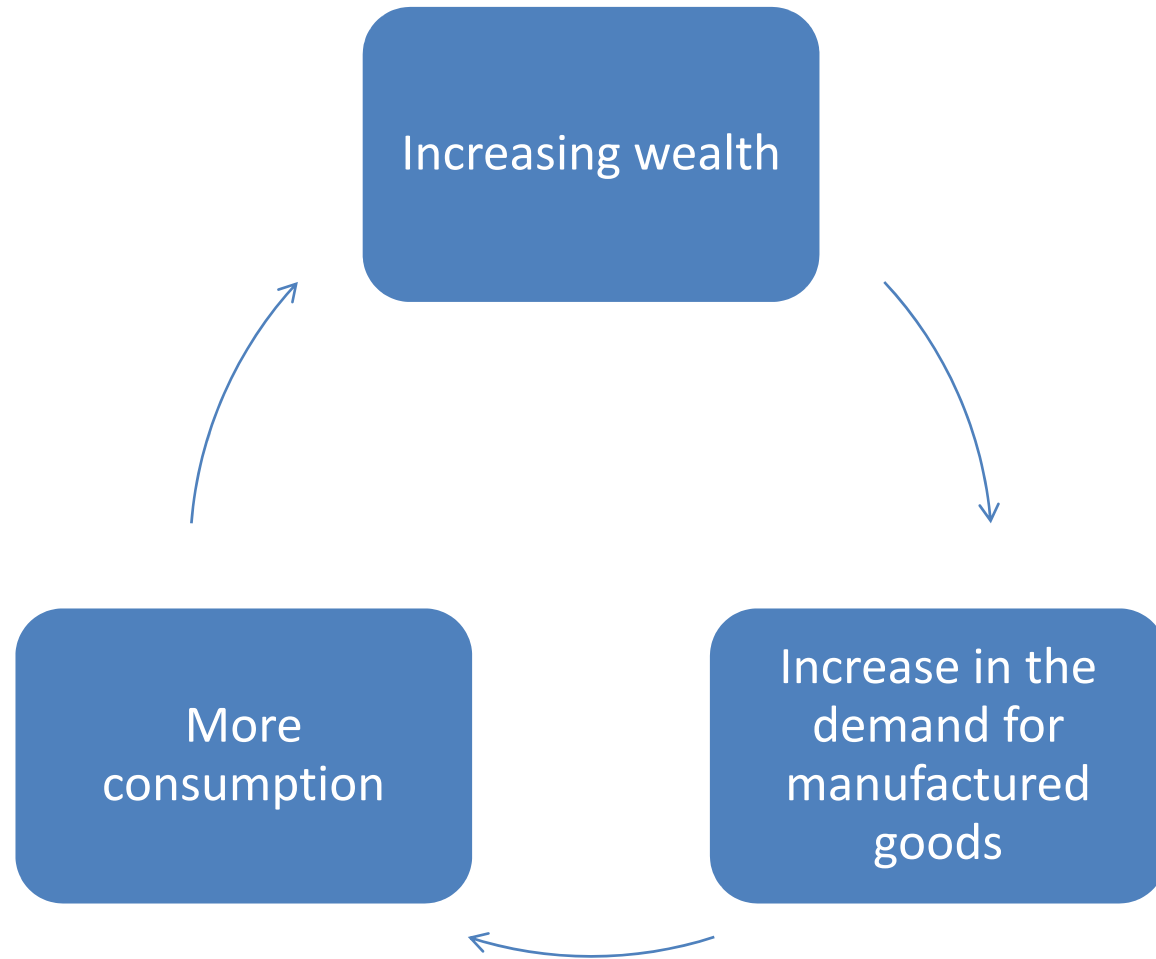 Increasing wealth
Increase in the
demand for
manufactured
goods
More
consumption